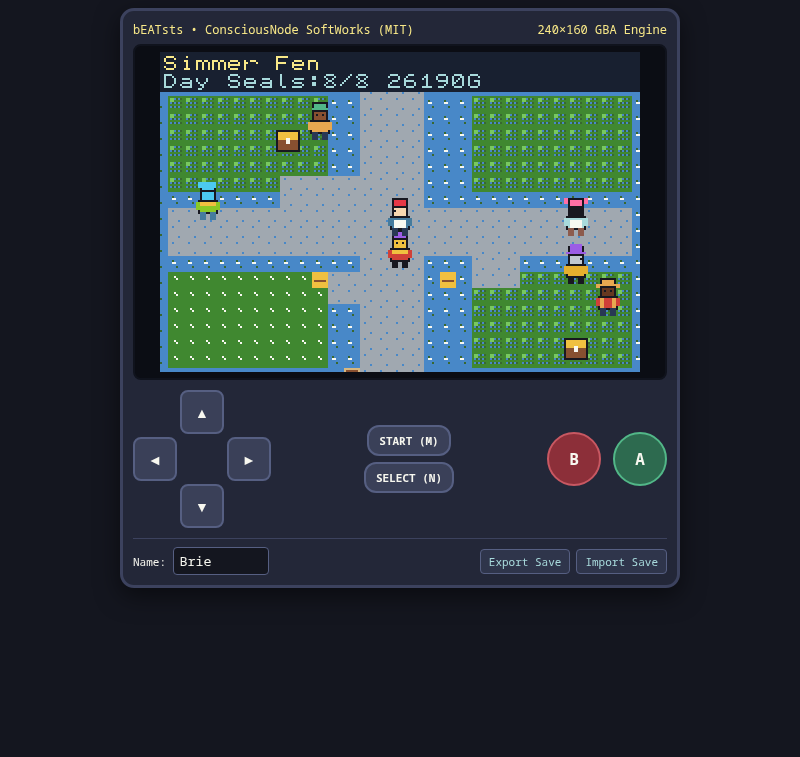 bEATsts • ConsciousNode SoftWorks (MIT)
240×160 GBA Engine
Simmer Fen
Day Seals:8/8 26190G
▲
◀
▶
▼
START (M)
SELECT (N)
B
A
Name:
Brie
Export Save
Import Save